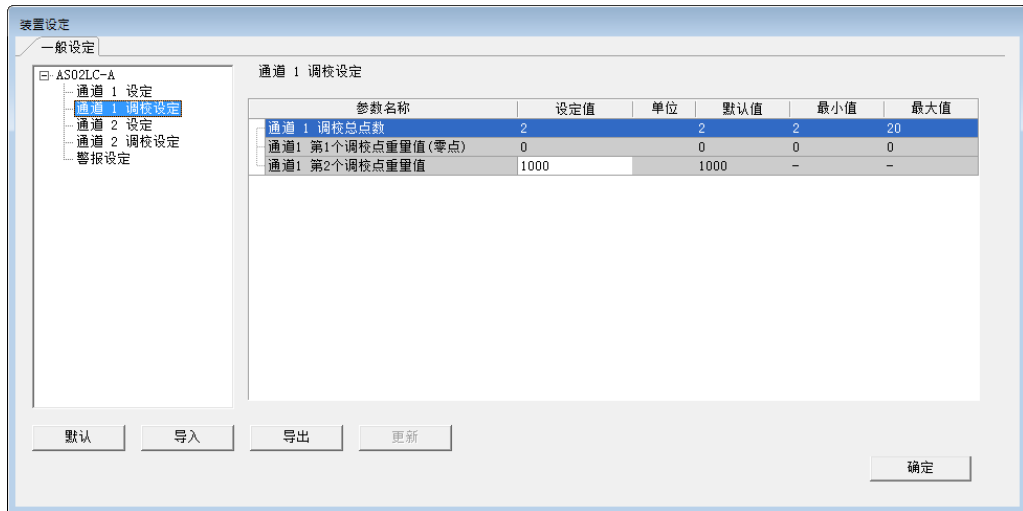 装置设定
一般设定
AS02LC-A
通道 1 设定
通道 1 调校设定
通道 2 设定
通道 2 调校设定
警报设定
通道 1 调校设定
参数名称 设定值 单位 默认值 最小值 最大值
通道 1 调校总点数 2 2 2 20
通道1 第1个调校点重量值(零点) 0 0 0 0
通道1 第2个调校点重量值 1000 1000 - -
默认 导入 导出 更新
确定